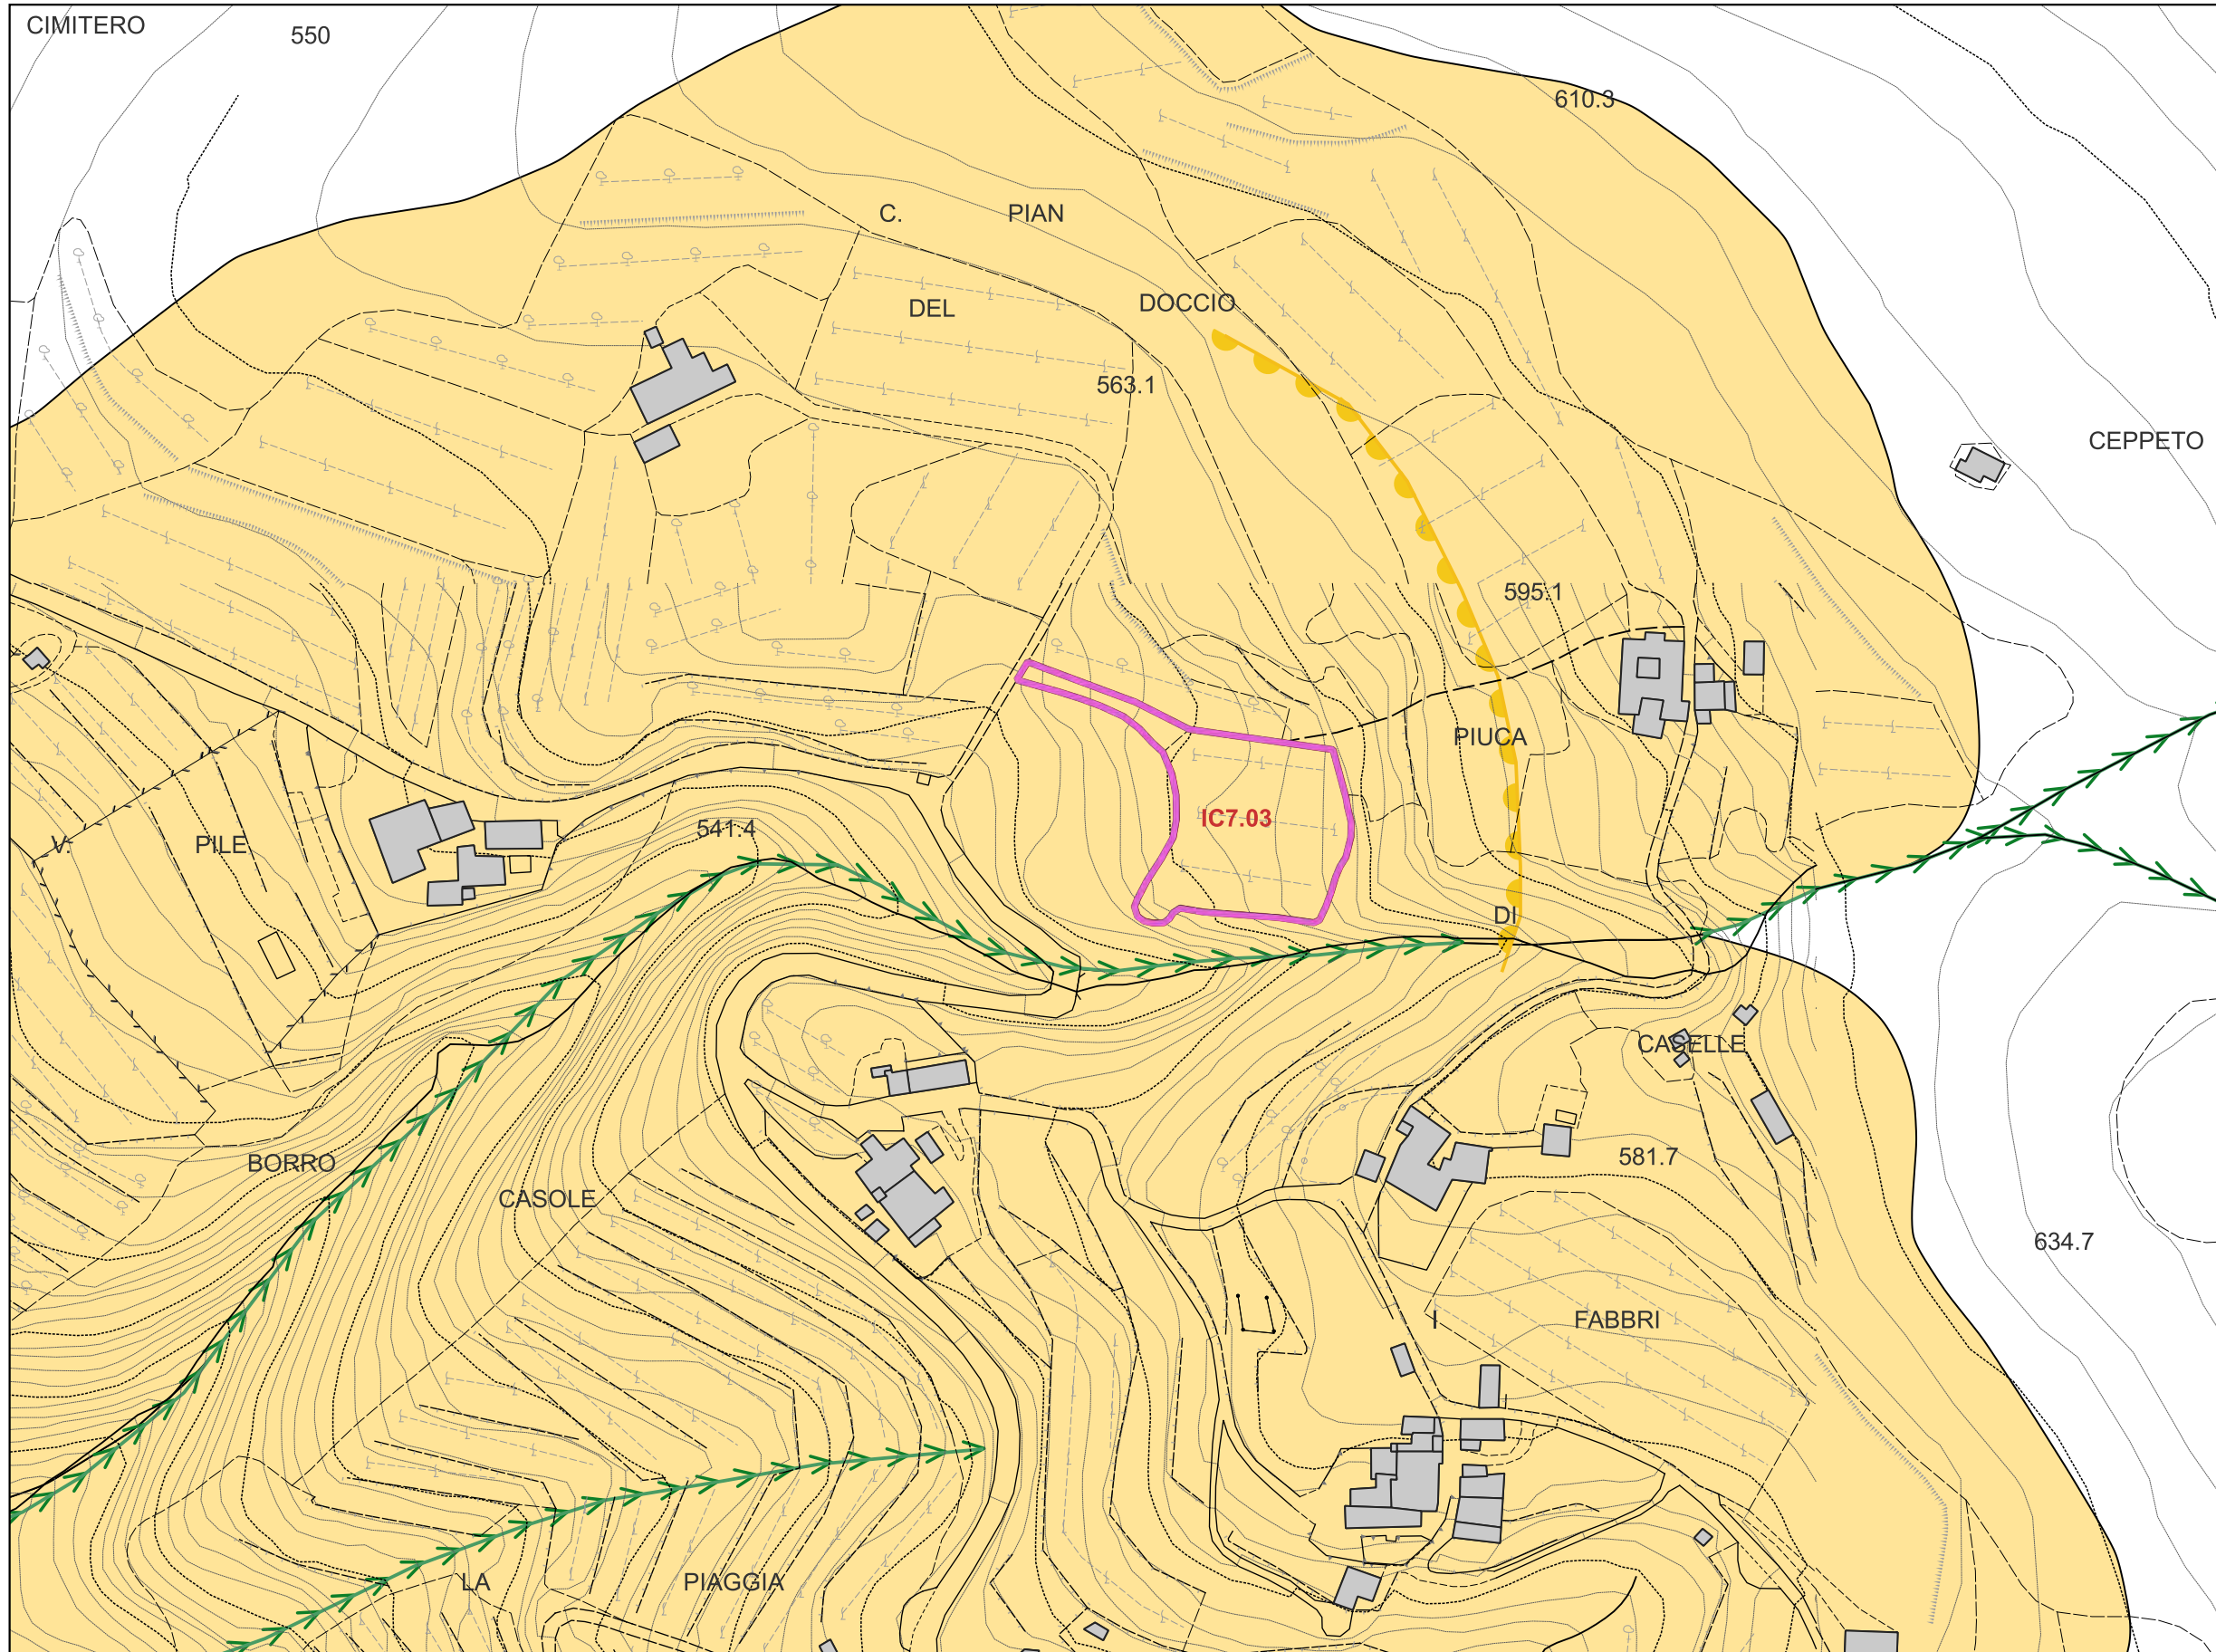 CIMITERO
550
610.3
C. PIAN
DEL DOCCIO
563.1
CEPPETO
595.1
PIUCA
IC7.03
541.4
V. PILE
DI
CASELLE
BORRO
581.7
CASOLE
634.7
I FABBRI
LA PIAGGIA